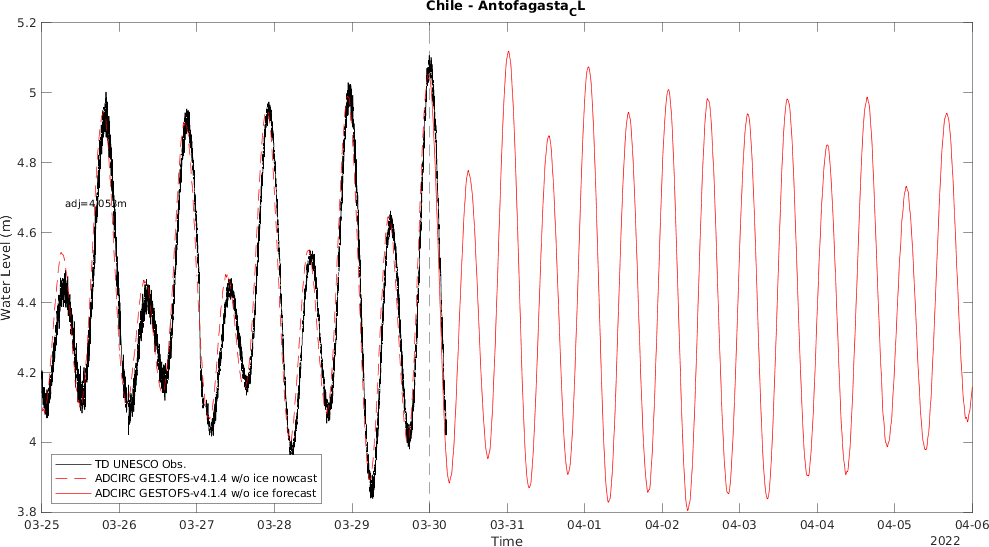 Chile - Antofagasta_CL
5.2
5
4.8
4.6
4.4
4.2
4
3.8
Water Level (m)
adj=4.053m
TD UNESCO Obs.
ADCIRC GESTOFS-v4.1.4 w/o ice nowcast
ADCIRC GESTOFS-v4.1.4 w/o ice forecast
03-25 03-26 03-27 03-28 03-29 03-30 03-31 04-01 04-02 04-03 04-04 04-05 04-06
Time
2022